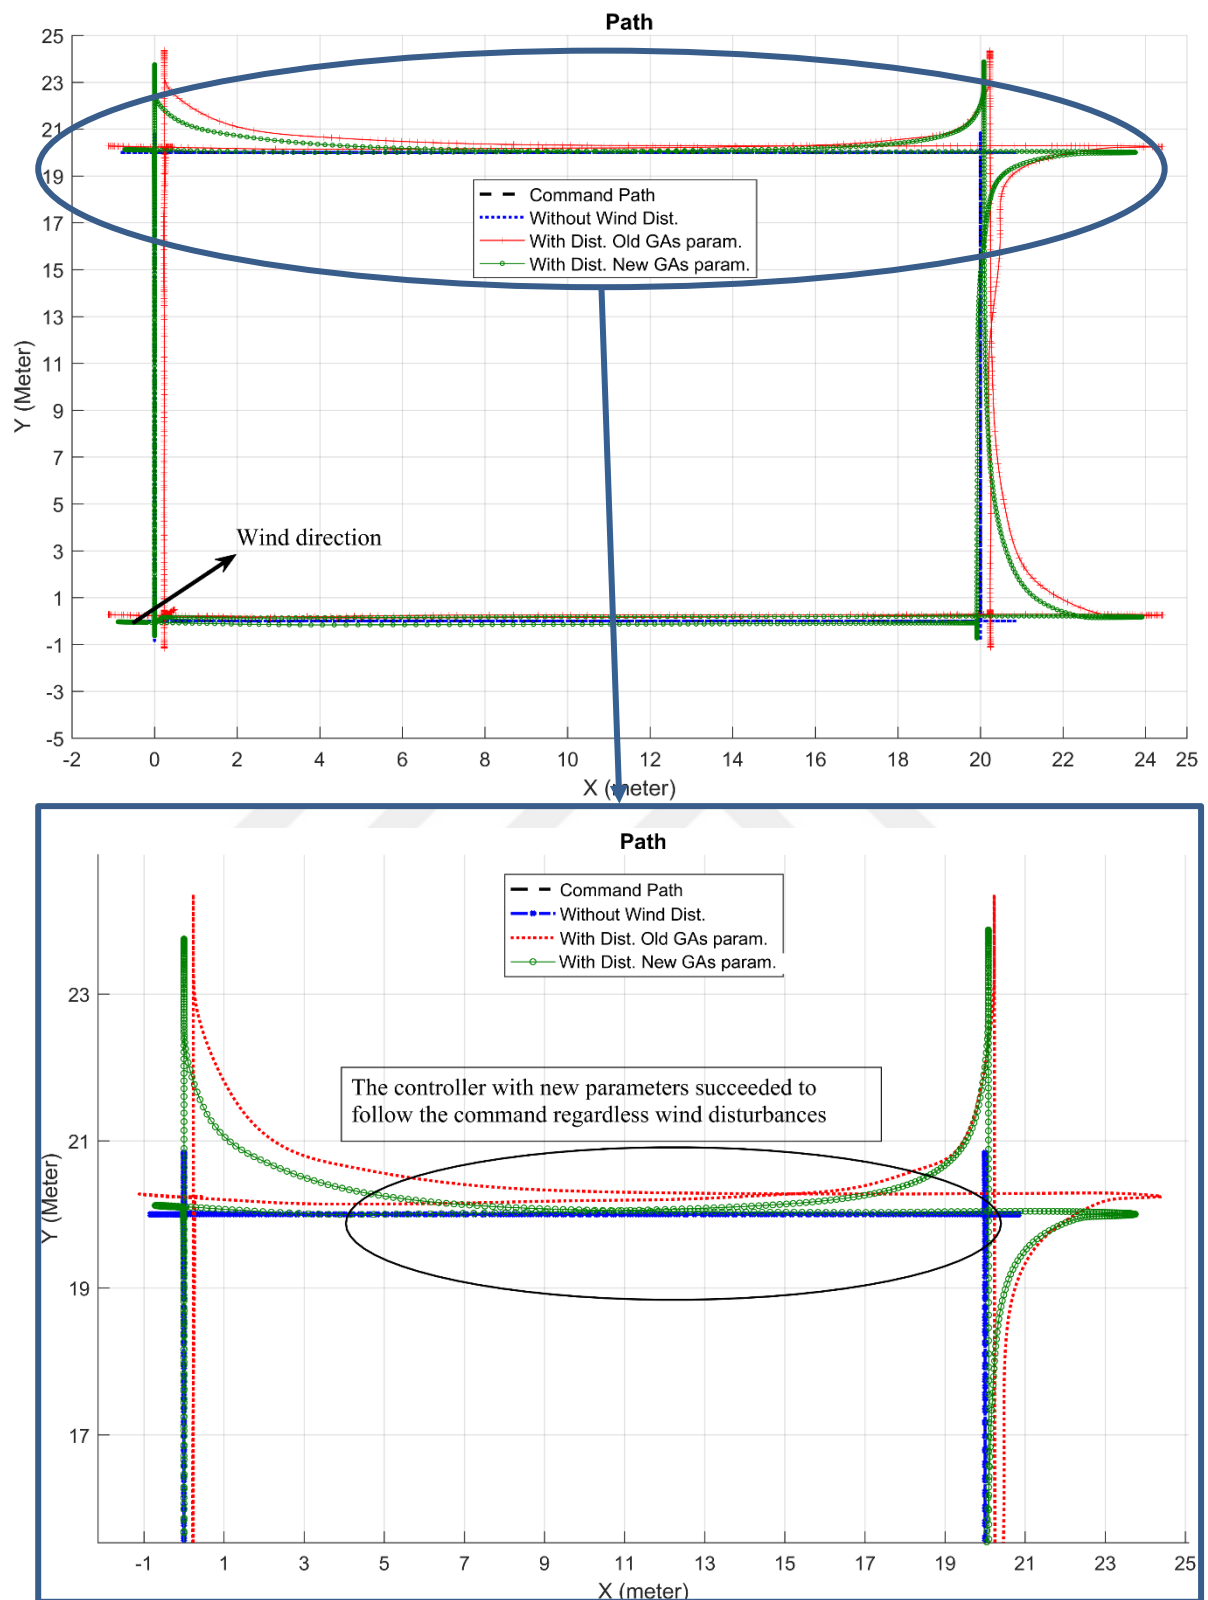 Path
25
23
21
19
17
15
13
11
9
7
5
3
1
-1
-3
-5
Y (Meter)
Command Path
Without Wind Dist.
With Dist. Old GAs param.
With Dist. New GAs param.
Wind direction
-2 0 2 4 6 8 10 12 14 16 18 20 22 24 25
X (meter)
Path
Command Path
Without Wind Dist.
With Dist. Old GAs param.
With Dist. New GAs param.
23
The controller with new parameters succeeded to
follow the command regardless wind disturbances
21
19
17
Y (Meter)
-1 1 3 5 7 9 11 13 15 17 19 21 23 25
X (meter)